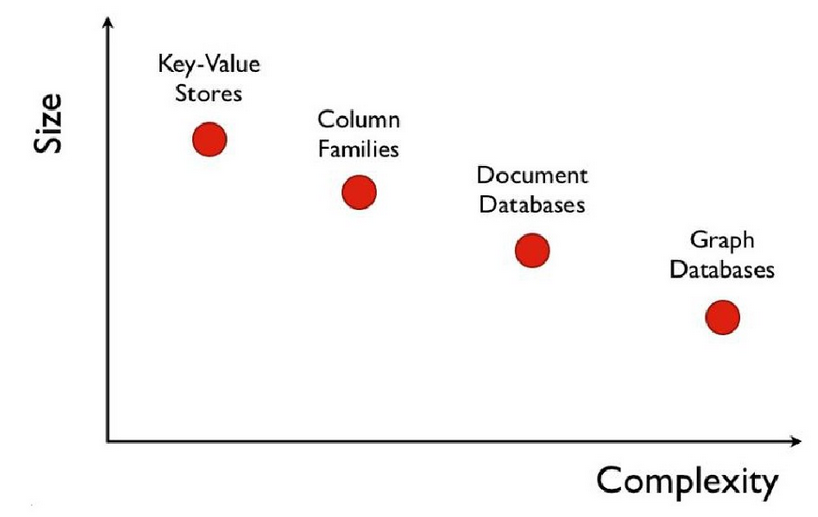 Key-Value
Stores
Column
Families
Document
Databases
Graph
Databases
Size
Complexity